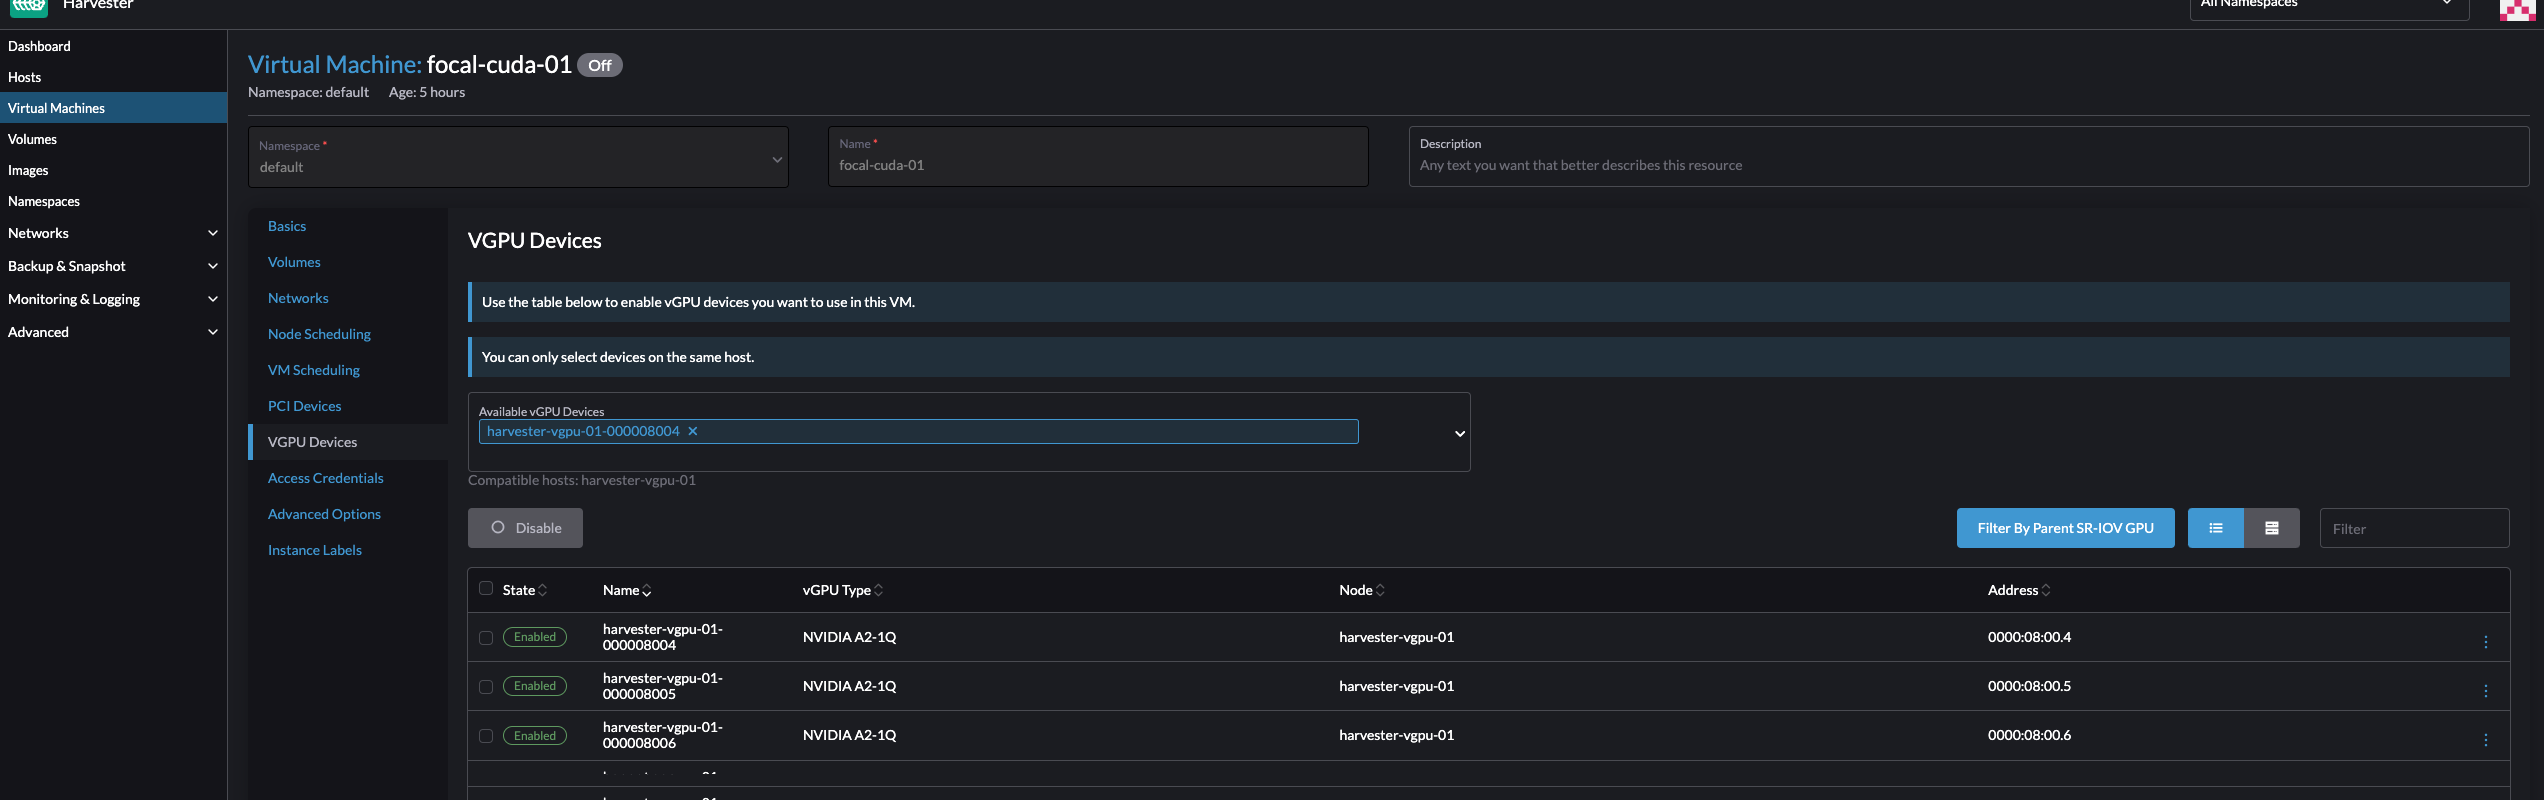 Harvester
All Namespaces
Dashboard
Hosts
Virtual Machines
Volumes
Images
Namespaces
Networks
Backup & Snapshot
Monitoring & Logging
Advanced
Virtual Machine: focal-cuda-01 Off
Namespace: default Age: 5 hours
Namespace *
default
Name *
focal-cuda-01
Description
Any text you want that better describes this resource
Basics
Volumes
Networks
Node Scheduling
VM Scheduling
PCI Devices
VGPU Devices
Access Credentials
Advanced Options
Instance Labels
VGPU Devices
Use the table below to enable vGPU devices you want to use in this VM.
You can only select devices on the same host.
Available vGPU Devices
harvester-vgpu-01-000008004 ×
Compatible hosts: harvester-vgpu-01
Disable
Filter By Parent SR-IOV GPU
Filter
State Name vGPU Type Node Address
Enabled harvester-vgpu-01-
000008004 NVIDIA A2-1Q harvester-vgpu-01 0000:08:00.4
Enabled harvester-vgpu-01-
000008005 NVIDIA A2-1Q harvester-vgpu-01 0000:08:00.5
Enabled harvester-vgpu-01-
000008006 NVIDIA A2-1Q harvester-vgpu-01 0000:08:00.6